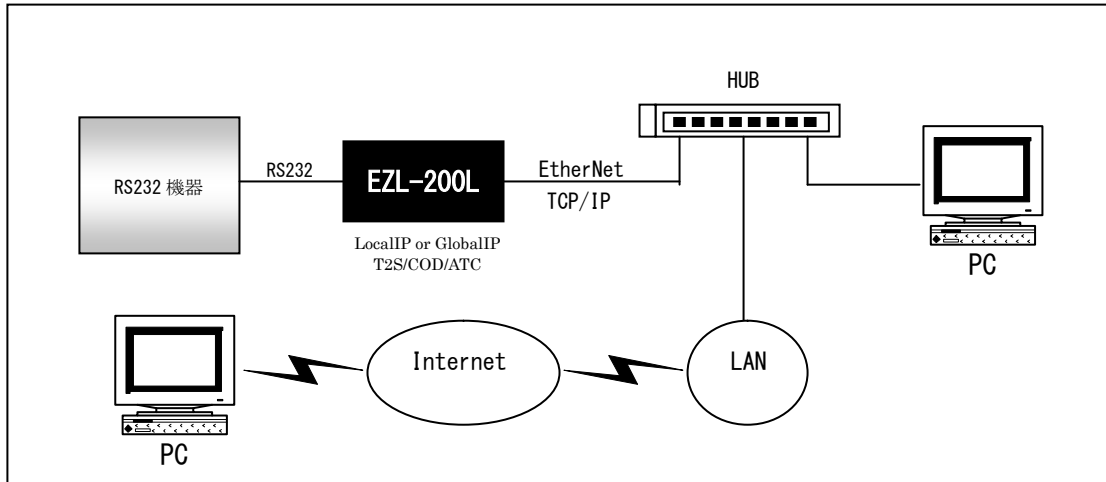 HUB
RS232 機器
RS232
EZL-200L
EtherNet
TCP/IP
LocalIP or GlobalIP
T2S/COD/ATC
PC
Internet
LAN
PC